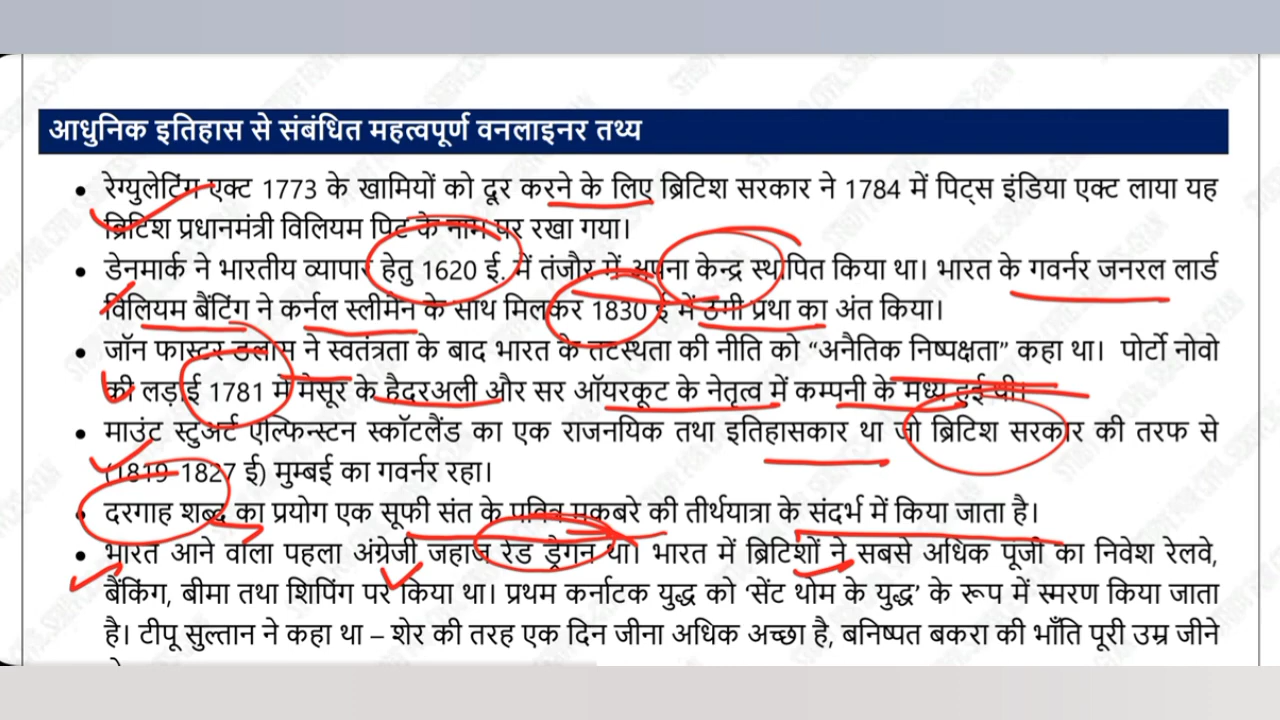 आधुनिक इतिहास से संबंधित महत्वपूर्ण वनलाइनर तथ्य
• रेग्युलेटिंग एक्ट 1773 के खामियों को दूर करने के लिए ब्रिटिश सरकार ने 1784 में पिट्स इंडिया एक्ट लाया यह
ब्रिटिश प्रधानमंत्री विलियम पिट के नाम पर रखा गया।
• डेनमार्क ने भारतीय व्यापार हेतु 1620 ई. में तंजौर में अपना केन्द्र स्थापित किया था। भारत के गवर्नर जनरल लार्ड
विलियम बैंटिंग ने कर्नल स्लीमेन के साथ मिलकर 1830 ई में ठगी प्रथा का अंत किया।
• जॉन फास्टर डलास ने स्वतंत्रता के बाद भारत के तटस्थता की नीति को “अनैतिक निष्पक्षता” कहा था। पोर्टो नोवो
की लड़ाई 1781 में मैसूर के हैदरअली और सर ऑयरकूट के नेतृत्व में कम्पनी के मध्य हुई थी।
• माउंट स्टुअर्ट एल्फिन्स्टन स्कॉटलैंड का एक राजनयिक तथा इतिहासकार था जो ब्रिटिश सरकार की तरफ से
(1819-1827 ई) मुम्बई का गवर्नर रहा।
• दरगाह शब्द का प्रयोग एक सूफी संत के पवित्र मकबरे की तीर्थयात्रा के संदर्भ में किया जाता है।
• भारत आने वाला पहला अंग्रेजी जहाज रेड ड्रेगन था। भारत में ब्रिटिशों ने सबसे अधिक पूंजी का निवेश रेलवे,
बैंकिंग, बीमा तथा शिपिंग पर किया था। प्रथम कर्नाटक युद्ध को ‘सेंट थोम के युद्ध’ के रूप में स्मरण किया जाता
है। टीपू सुल्तान ने कहा था – शेर की तरह एक दिन जीना अधिक अच्छा है, बनिष्पत बकरा की भाँति पूरी उम्र जीने